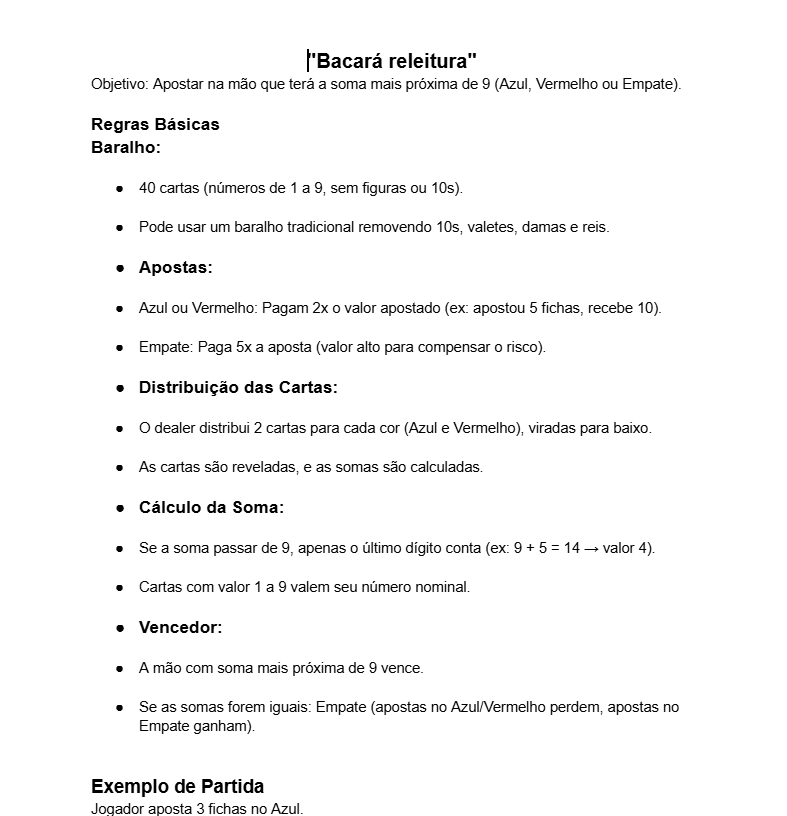 "Bacará releitura"
Objetivo: Apostar na mão que terá a soma mais próxima de 9 (Azul, Vermelho ou Empate).
Regras Básicas
Baralho:
● 40 cartas (números de 1 a 9, sem figuras ou 10s).
● Pode usar um baralho tradicional removendo 10s, valetes, damas e reis.
● Apostas:
● Azul ou Vermelho: Pagam 2x o valor apostado (ex: apostou 5 fichas, recebe 10).
● Empate: Paga 5x a aposta (valor alto para compensar o risco).
● Distribuição das Cartas:
● O dealer distribui 2 cartas para cada cor (Azul e Vermelho), viradas para baixo.
● As cartas são reveladas, e as somas são calculadas.
● Cálculo da Soma:
● Se a soma passar de 9, apenas o último dígito conta (ex: 9 + 5 = 14 → valor 4).
● Cartas com valor 1 a 9 valem seu número nominal.
● Vencedor:
● A mão com soma mais próxima de 9 vence.
● Se as somas forem iguais: Empate (apostas no Azul/Vermelho perdem, apostas no
Empate ganham).
Exemplo de Partida
Jogador aposta 3 fichas no Azul.